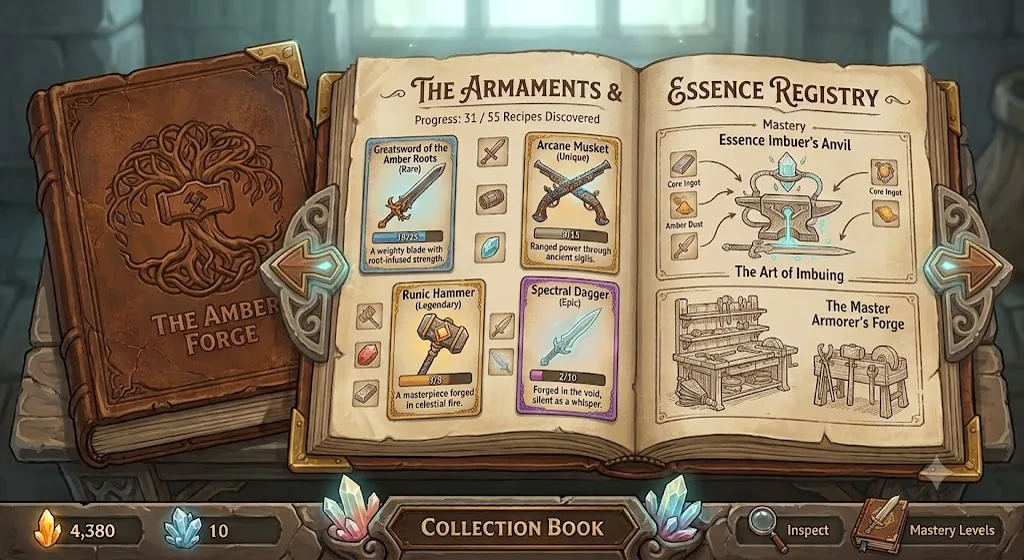 THE AMBER
FORGE
THE ARMAMENTS &
Progress: 31 / 55 Recipes Discovered
Greatsword of the
Amber Roots
(Rare)
18/25
A weighty blade with
root-infused strength.
Arcane Musket
(Unique)
/15
Ranged power through
ancient sigils.
Runic Hammer
(Legendary)
/8
A masterpiece forged
in celestial fire.
Spectral Dagger
(Epic)
2/10
Forged in the void,
silent as a whisper.
ESSENCE REGISTRY
Mastery
Essence Imbuer's Anvil
Core Ingot
Amber Dust
Core Ingot
The Art of Imbuing
The Master
Armorer's Forge
4,380
10
COLLECTION BOOK
Inspect
Mastery Levels